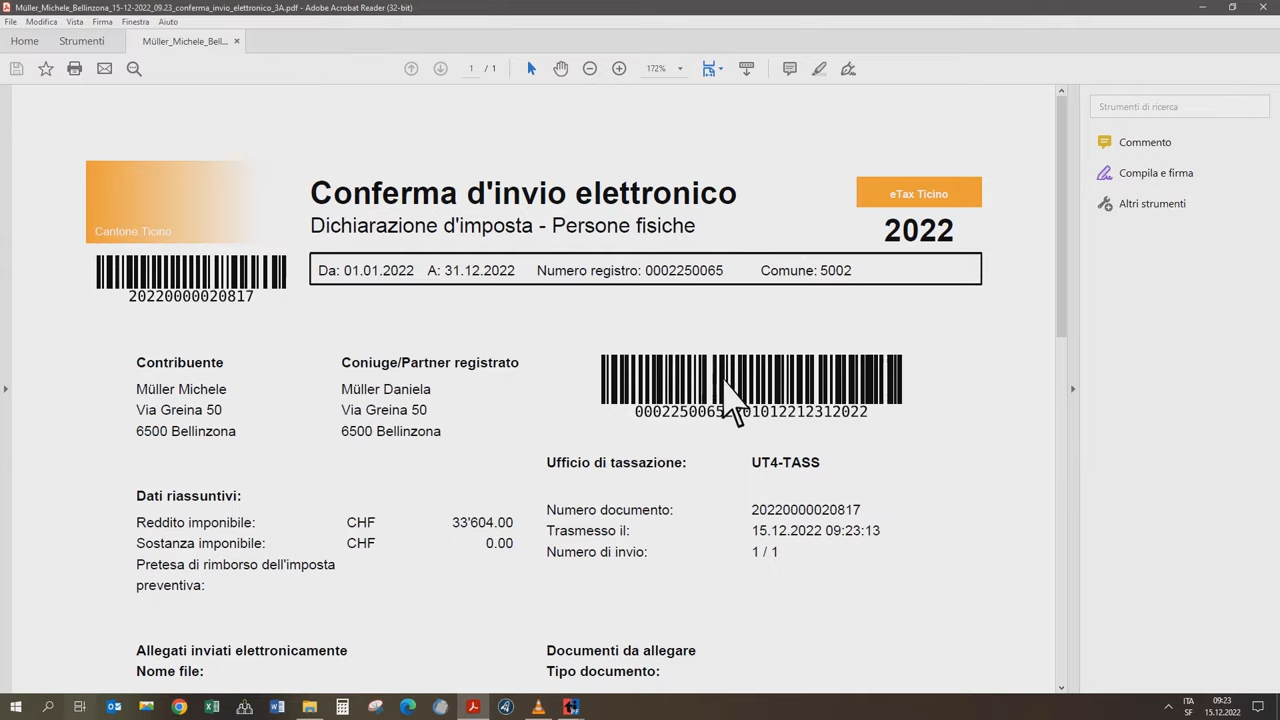 Müller_Michele_Bellinzona_15-12-2022_09.23_conferma_invio_elettronico_3A.pdf - Adobe Acrobat Reader (32-bit)
File Modifica Vista Firma Finestra Aiuto
Home Strumenti Müller_Michele_Bell... ×
1 / 1 172%
Strumenti di ricerca
Commento
Compila e firma
Altri strumenti
Cantone Ticino
Conferma d'invio elettronico
Dichiarazione d'imposta - Persone fisiche
eTax Ticino
2022
Da: 01.01.2022 A: 31.12.2022 Numero registro: 0002250065 Comune: 5002
20220000020817
Contribuente
Müller Michele
Via Greina 50
6500 Bellinzona
Coniuge/Partner registrato
Müller Daniela
Via Greina 50
6500 Bellinzona
Ufficio di tassazione: UT4-TASS
Dati riassuntivi:
Reddito imponibile: CHF 33'604.00
Sostanza imponibile: CHF 0.00
Pretesa di rimborso dell'imposta
preventiva:
Numero documento: 20220000020817
Trasmesso il: 15.12.2022 09:23:13
Numero di invio: 1 / 1
Allegati inviati elettronicamente
Nome file:
Documenti da allegare
Tipo documento:
ITA
SF
09:23
15.12.2022